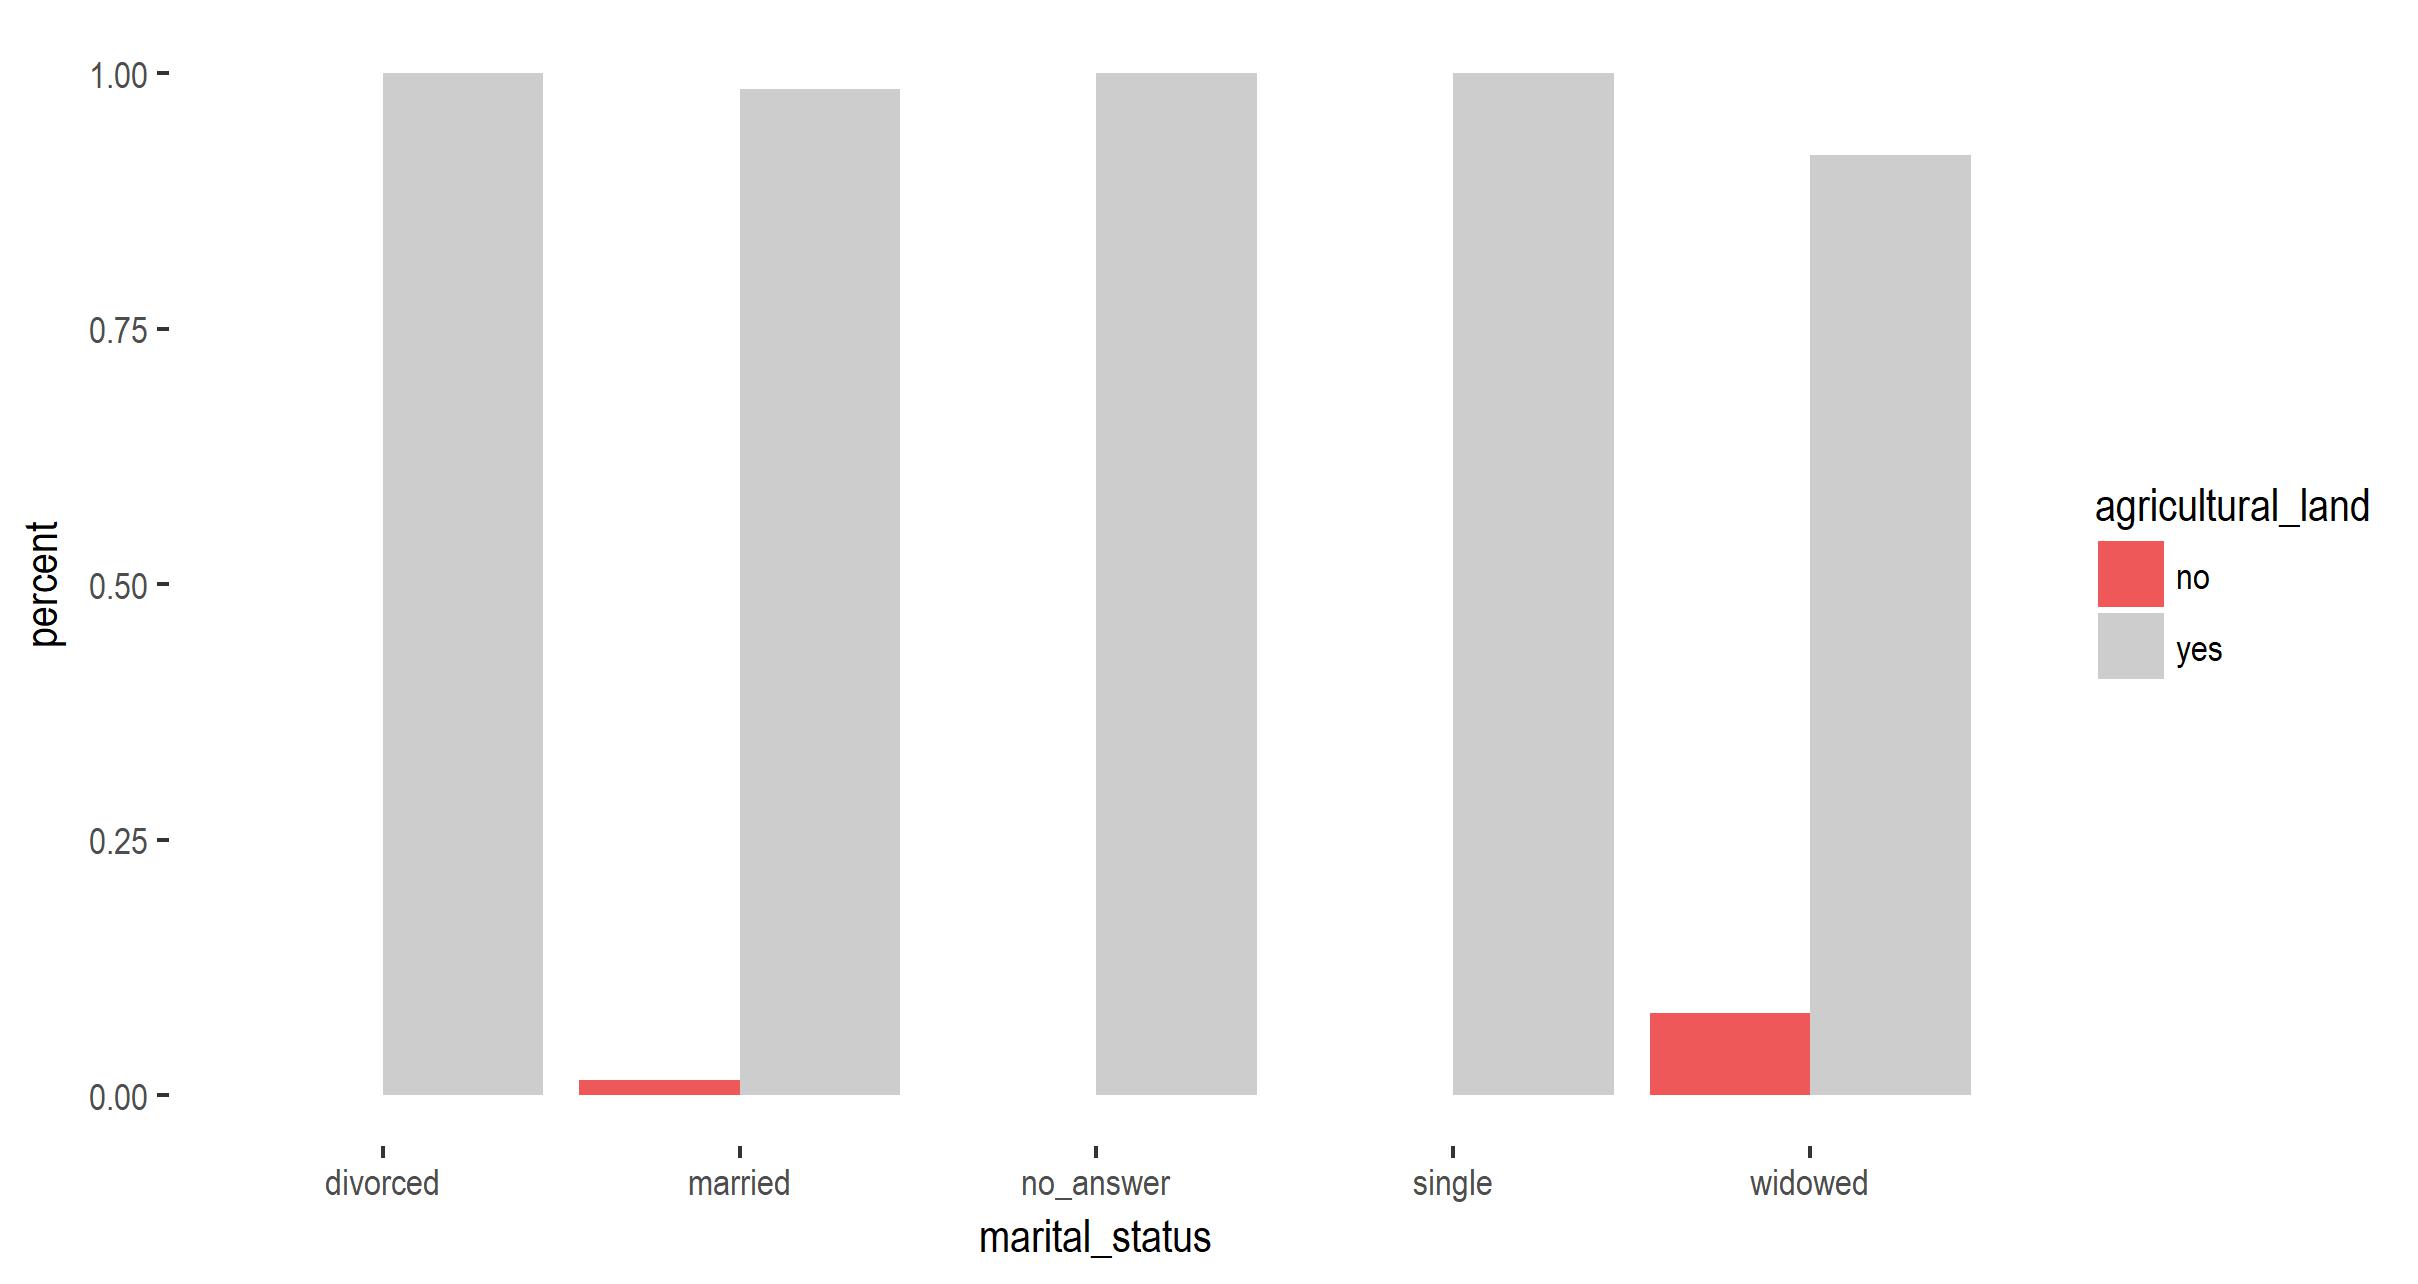 1.00
0.75
0.50
0.25
0.00
percent
divorced
married
no_answer
single
widowed
marital_status
agricultural_land
no
yes